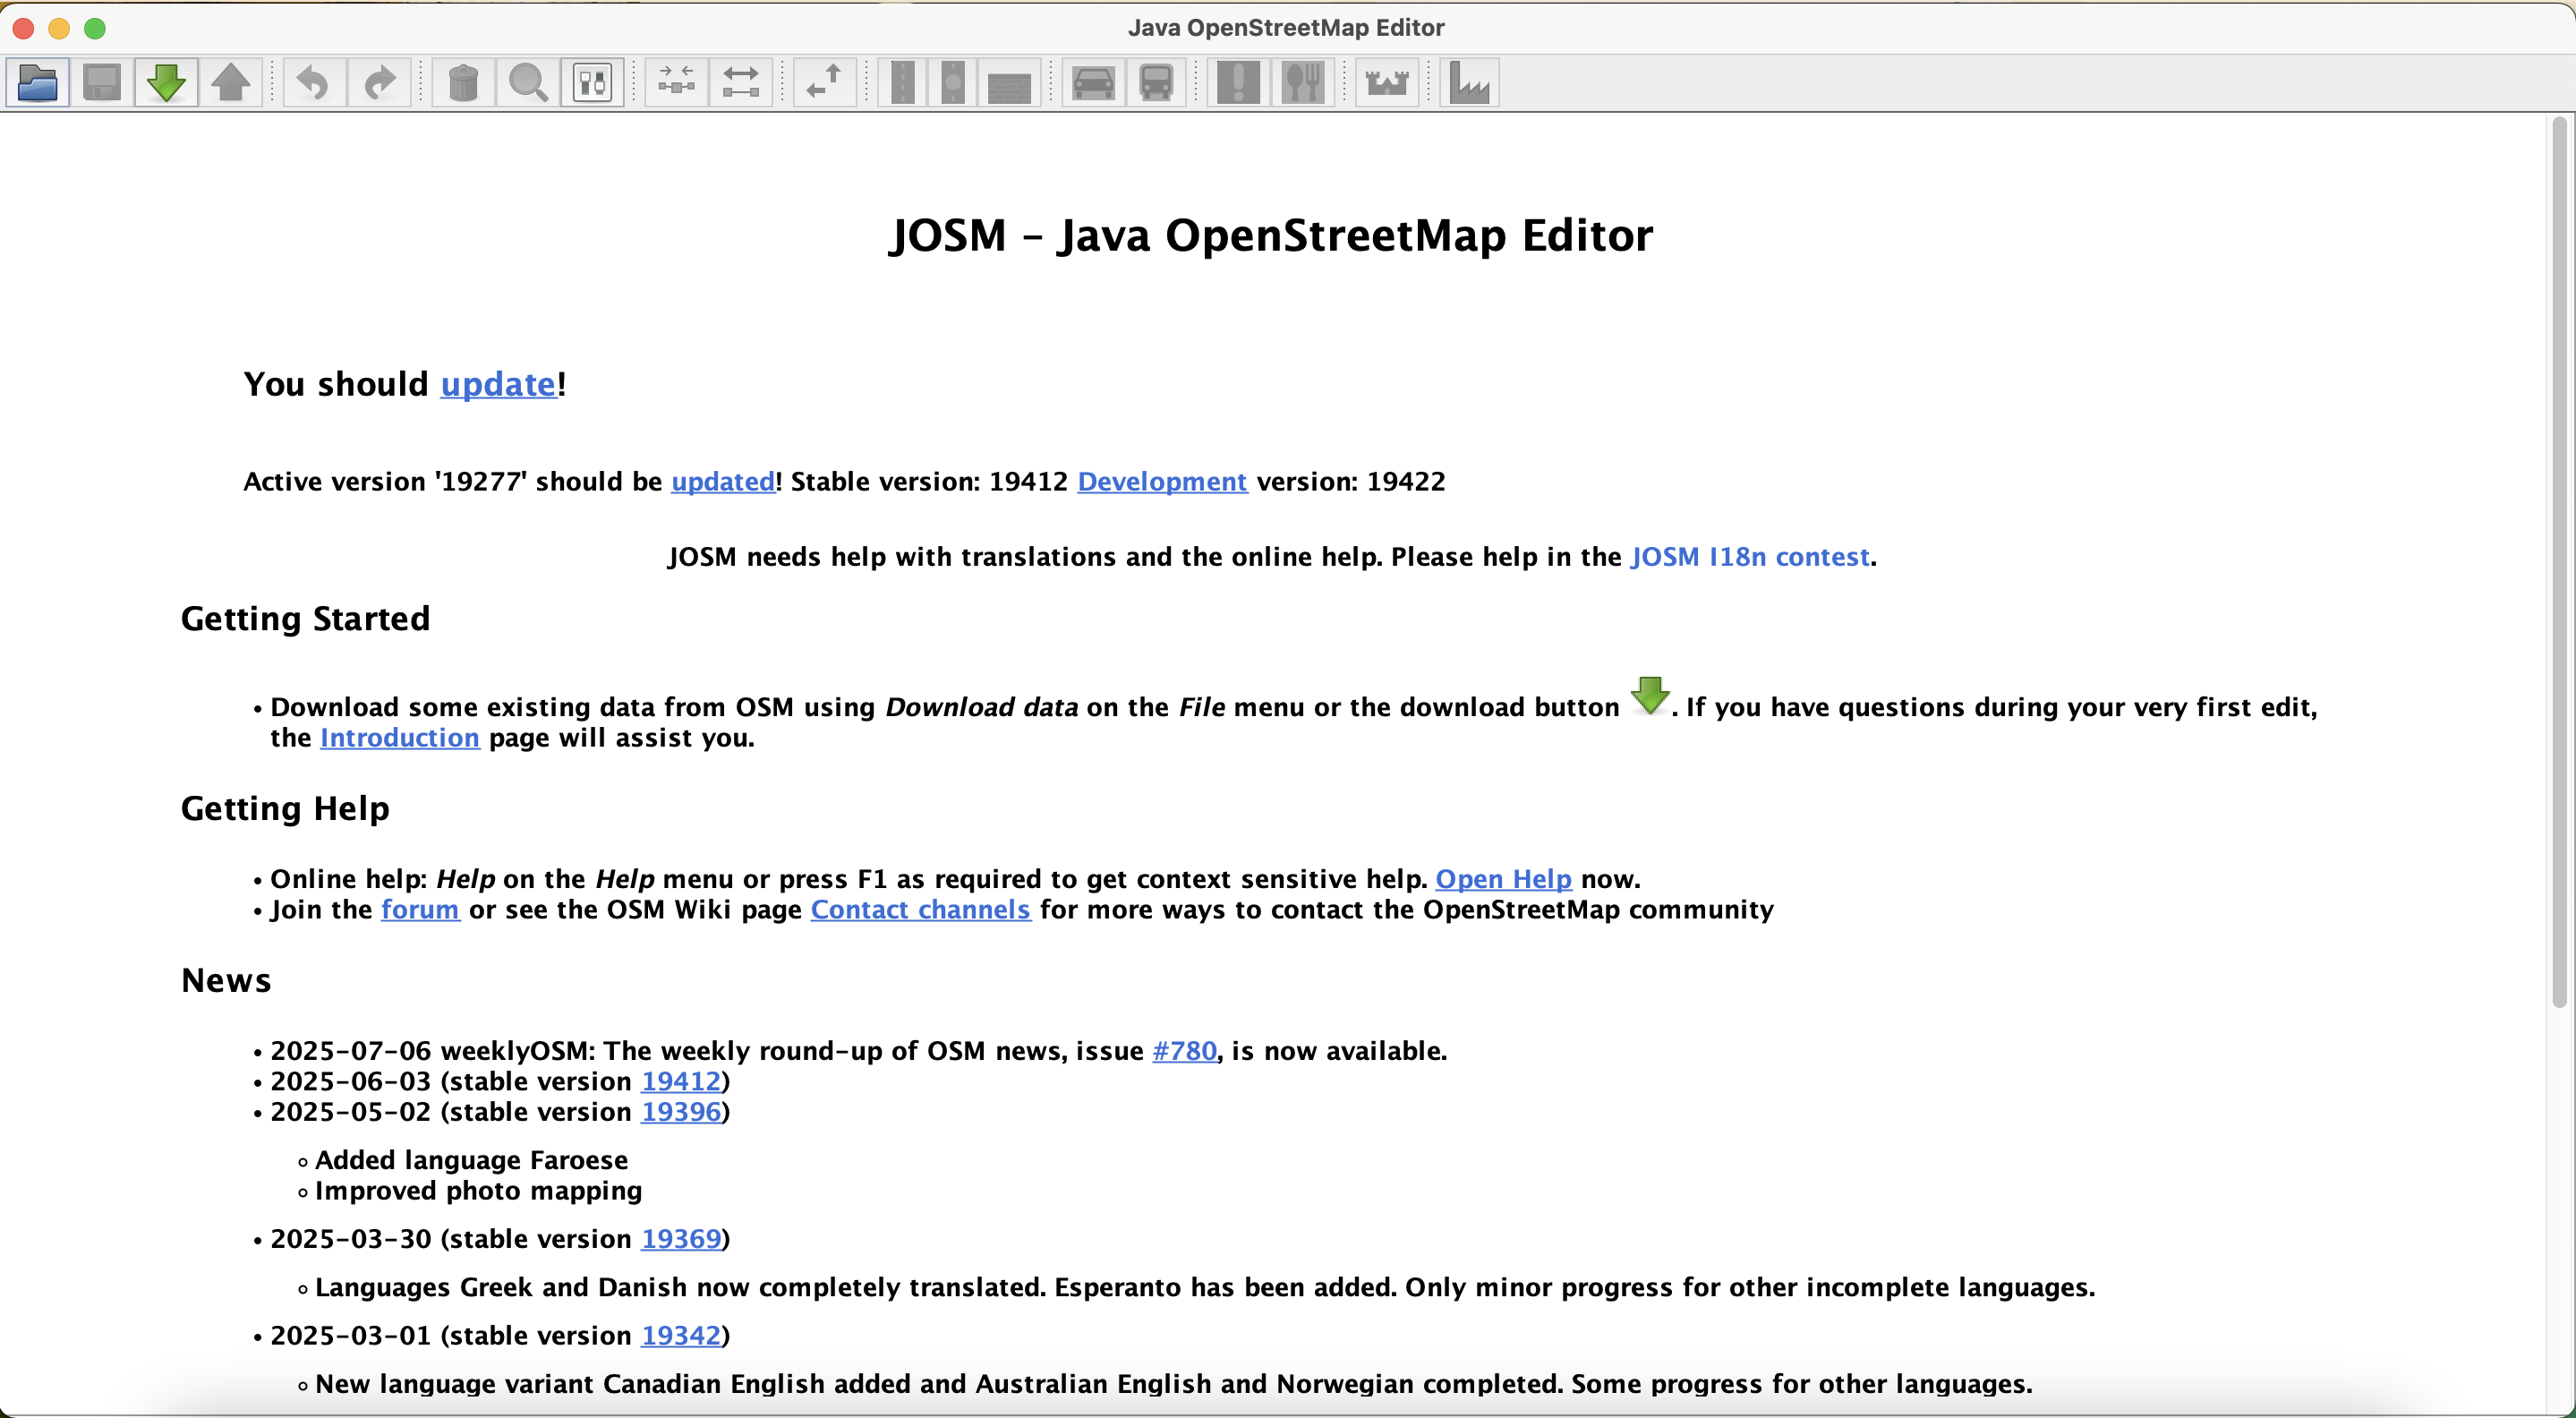 Java OpenStreetMap Editor
JOSM – Java OpenStreetMap Editor
You should update!
Active version '19277' should be updated! Stable version: 19412 Development version: 19422
JOSM needs help with translations and the online help. Please help in the JOSM I18n contest.
Getting Started
• Download some existing data from OSM using Download data on the File menu or the download button . If you have questions during your very first edit,
the Introduction page will assist you.
Getting Help
• Online help: Help on the Help menu or press F1 as required to get context sensitive help. Open Help now.
• Join the forum or see the OSM Wiki page Contact channels for more ways to contact the OpenStreetMap community
News
• 2025-07-06 weeklyOSM: The weekly round-up of OSM news, issue #780, is now available.
• 2025-06-03 (stable version 19412)
• 2025-05-02 (stable version 19396)
◦ Added language Faroese
◦ Improved photo mapping
• 2025-03-30 (stable version 19369)
◦ Languages Greek and Danish now completely translated. Esperanto has been added. Only minor progress for other incomplete languages.
• 2025-03-01 (stable version 19342)
◦ New language variant Canadian English added and Australian English and Norwegian completed. Some progress for other languages.